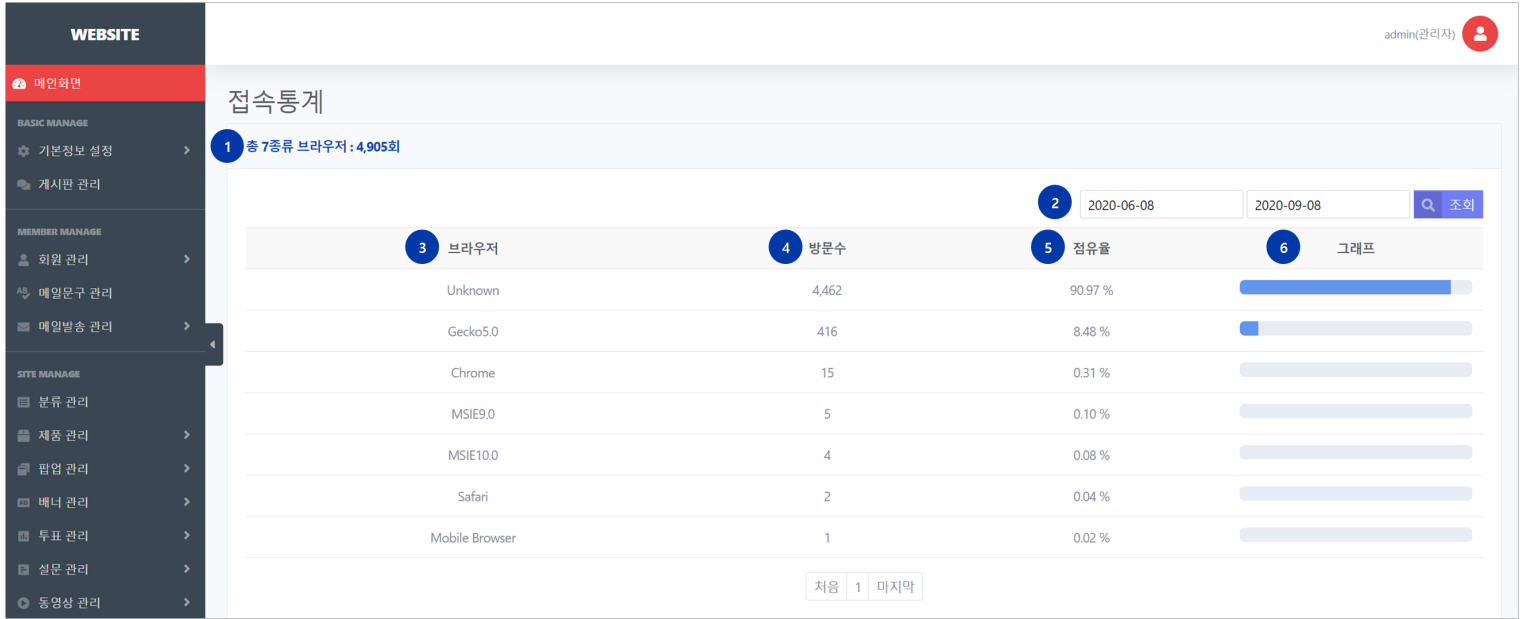 WEBSITE
admin(관리자)
메인화면
BASIC MANAGE
기본정보 설정
게시판 관리
MEMBER MANAGE
회원 관리
메일문구 관리
메일발송 관리
SITE MANAGE
분류 관리
제품 관리
팝업 관리
배너 관리
투표 관리
설문 관리
동영상 관리
접속통계
1 총 7종류 브라우저 : 4,905회
2 2020-06-08 2020-09-08 조회
3 브라우저 4 방문수 5 점유율 6 그래프
Unknown 4,462 90.97 %
Gecko5.0 416 8.48 %
Chrome 15 0.31 %
MSIE9.0 5 0.10 %
MSIE10.0 4 0.08 %
Safari 2 0.04 %
Mobile Browser 1 0.02 %
처음 1 마지막